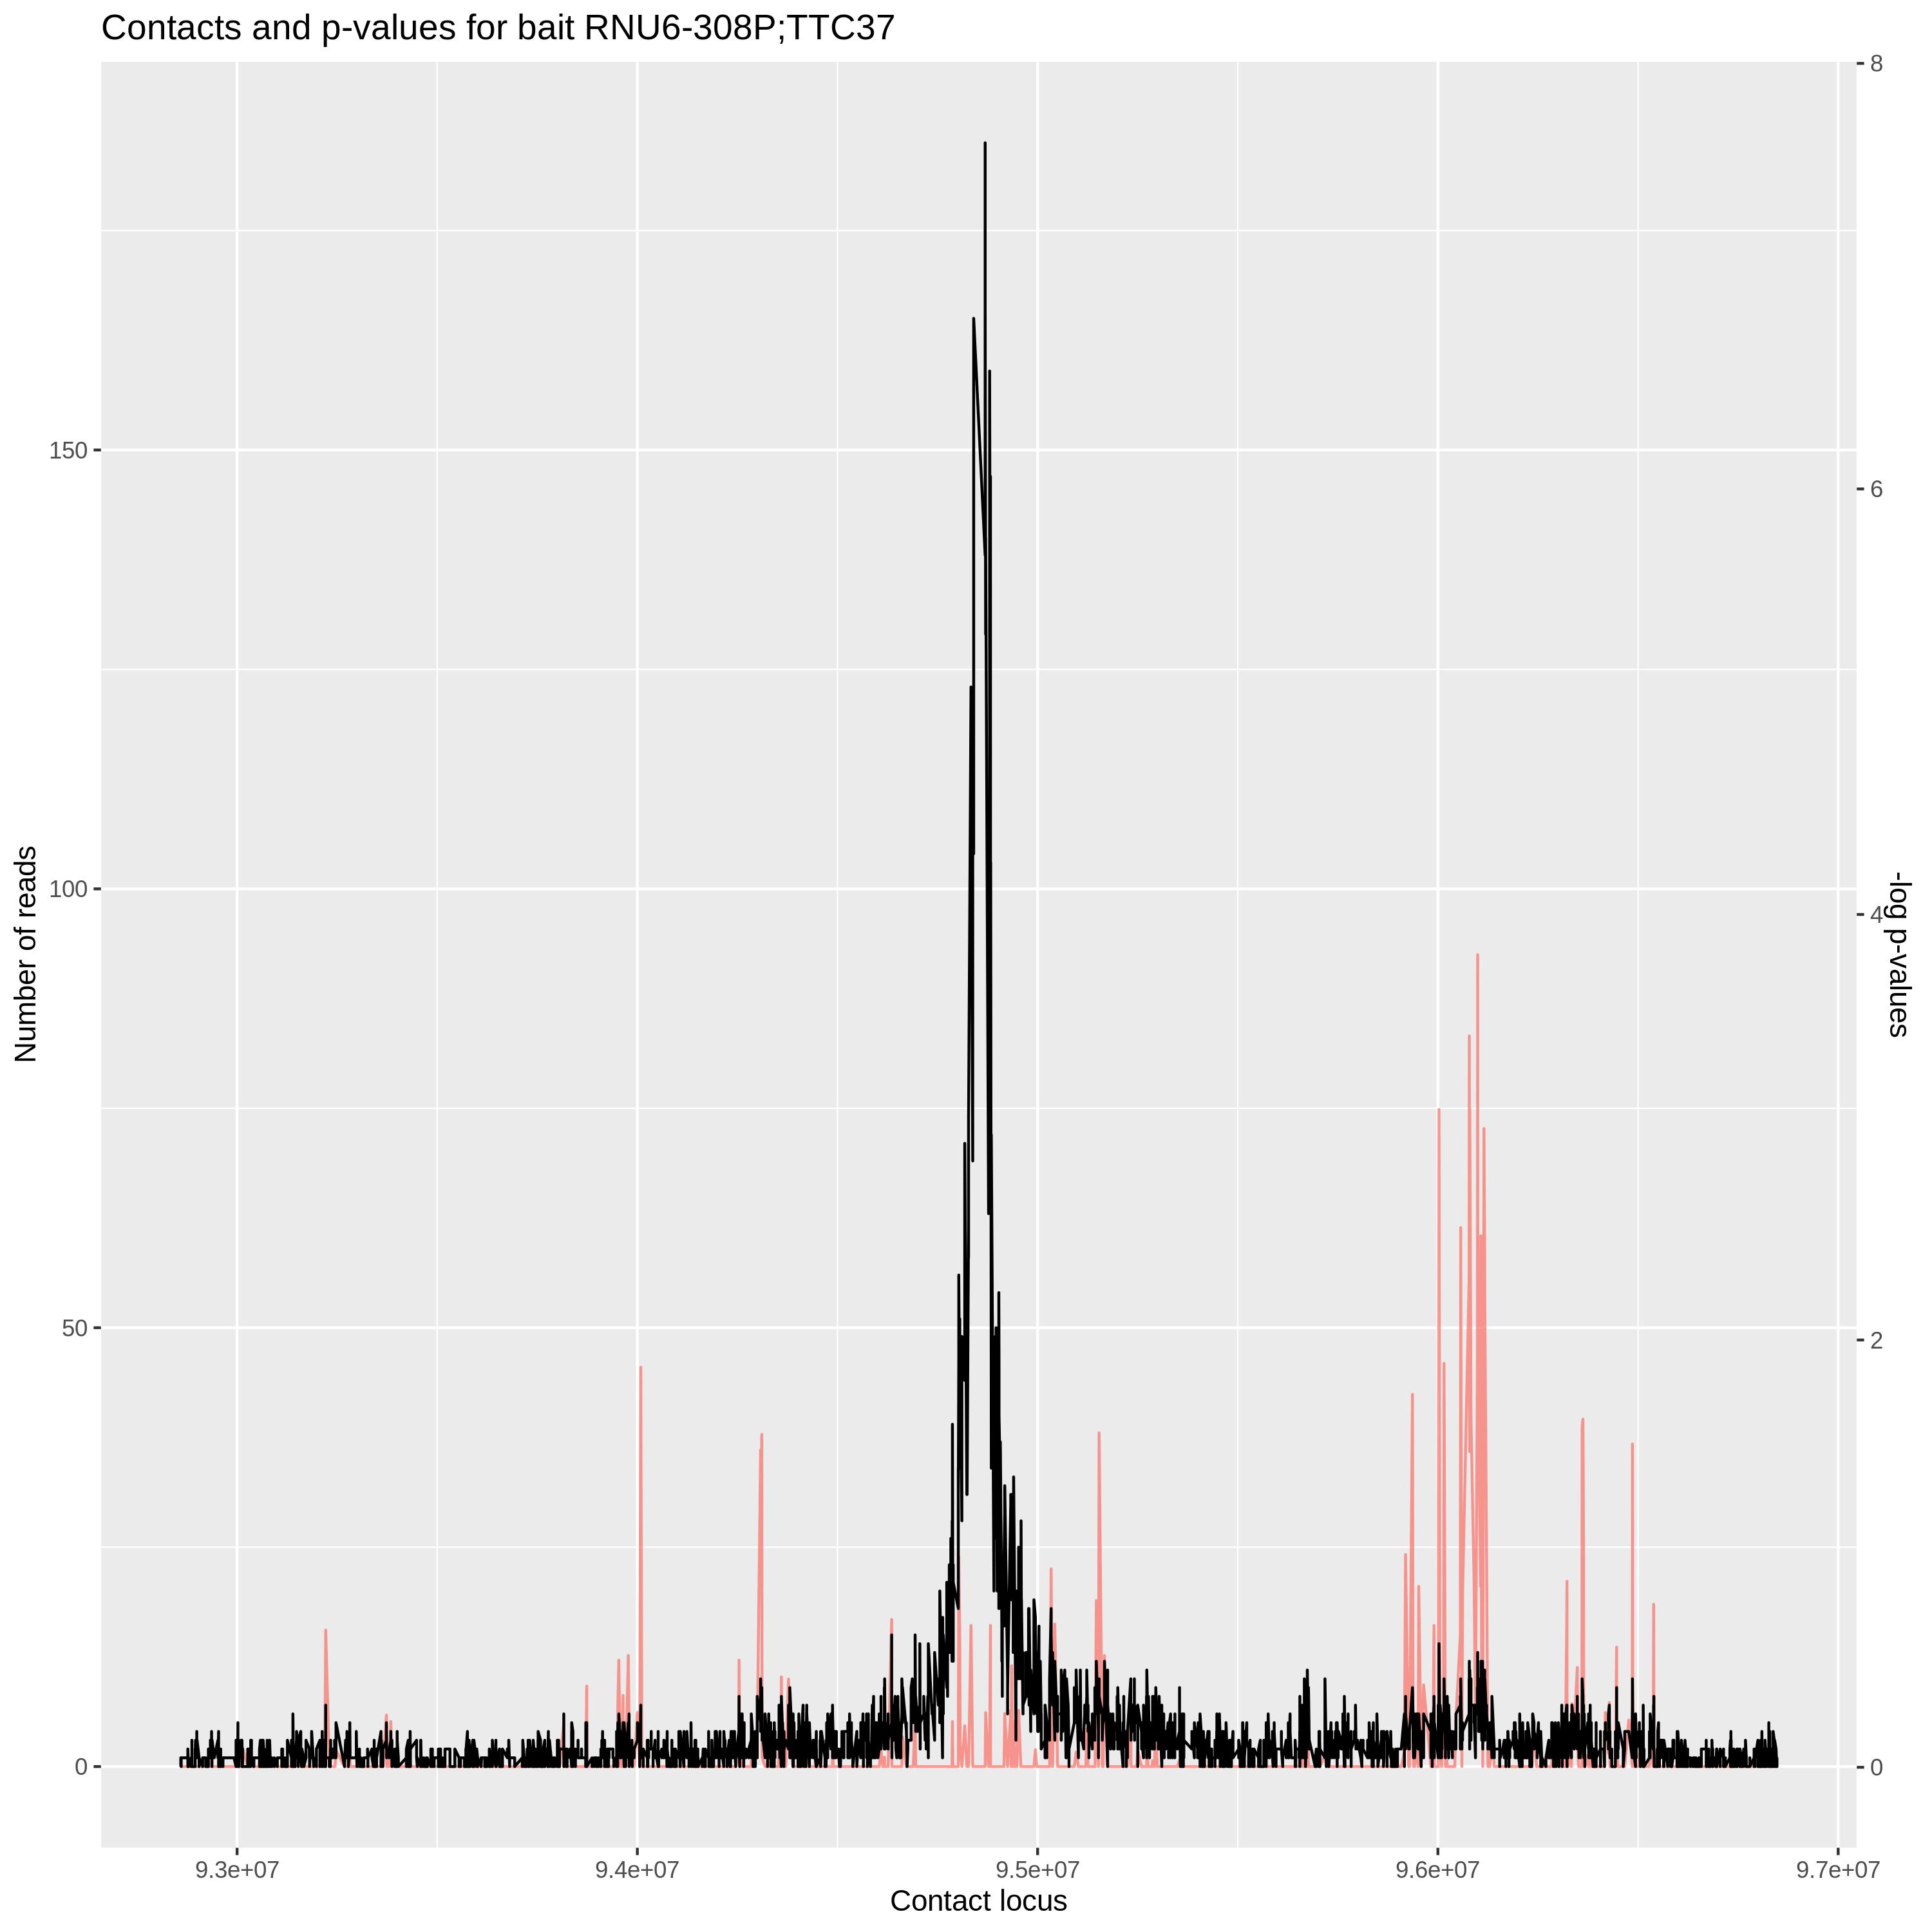 Contacts and p-values for bait RNU6-308P;TTC37
8
150
6
100
4
50
2
0
0
Number of reads
-log p-values
9.3e+07
9.4e+07
9.5e+07
9.6e+07
9.7e+07
Contact locus